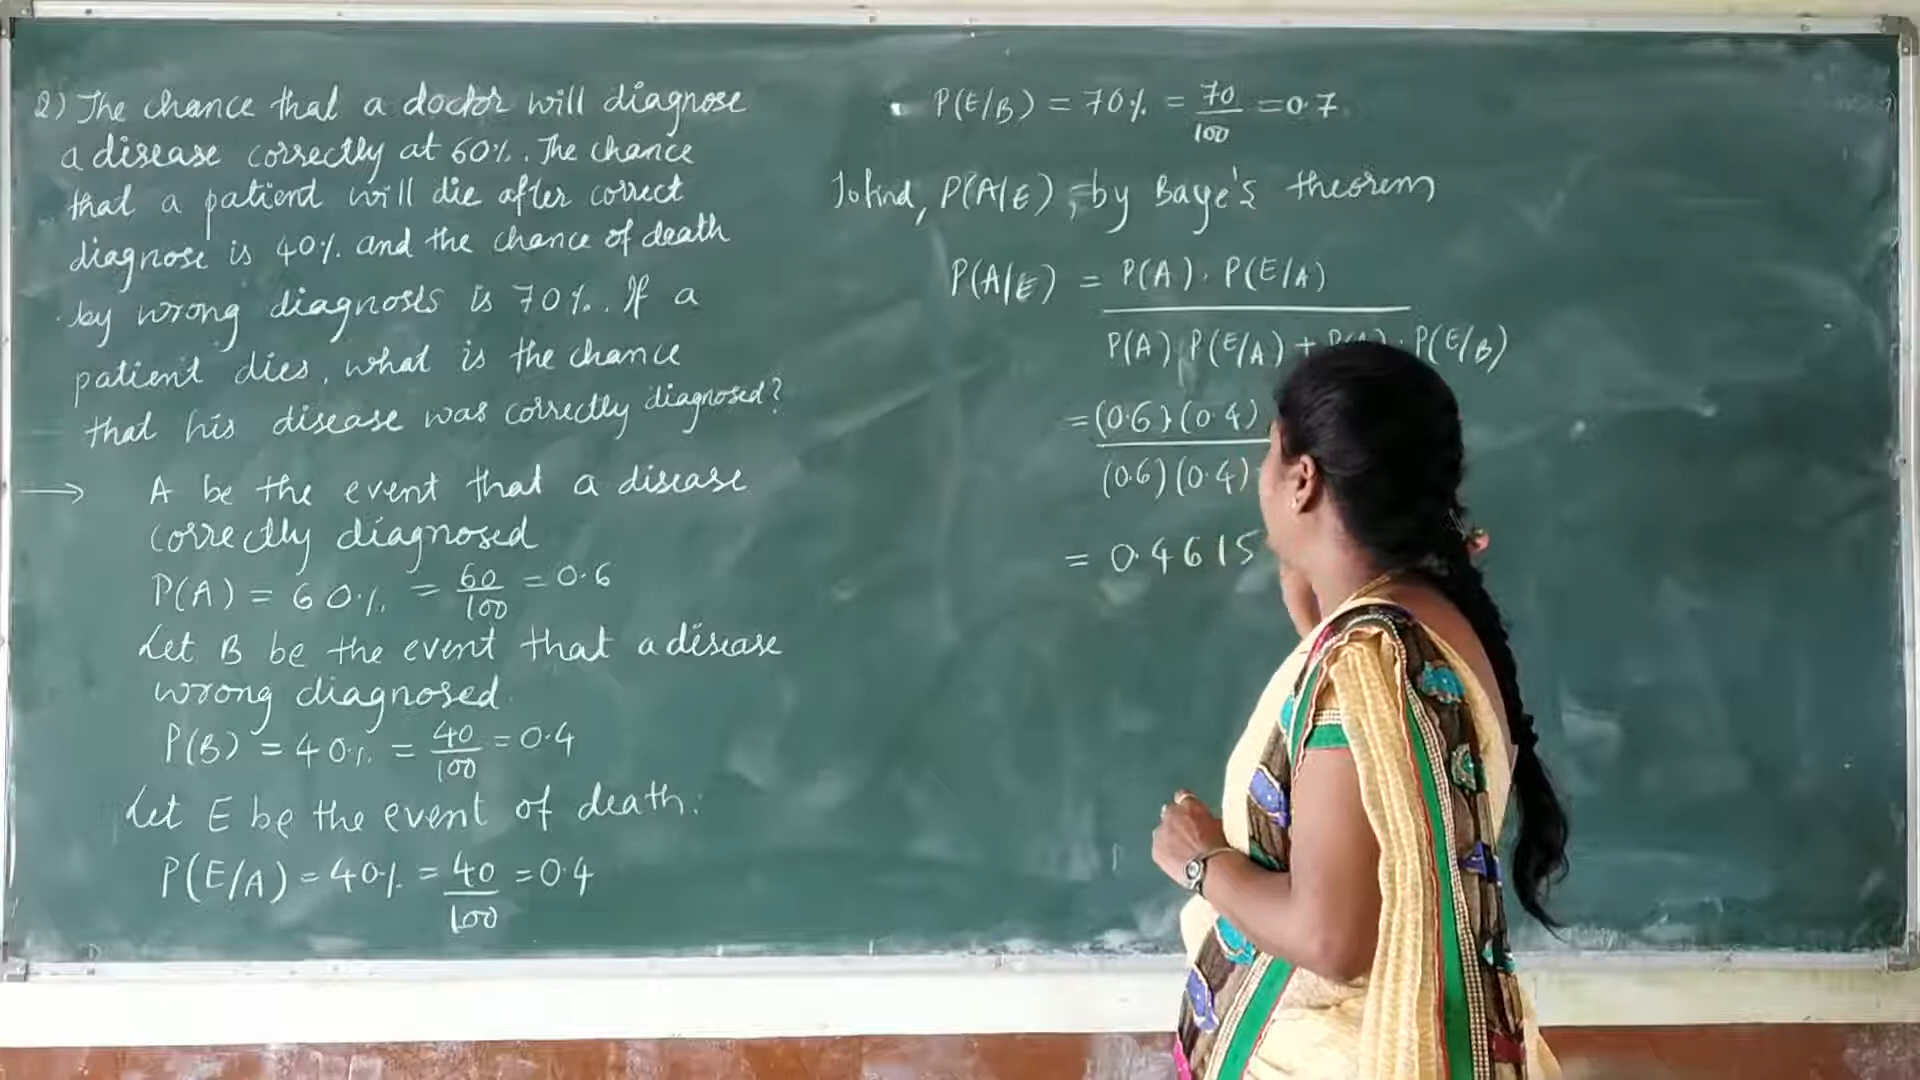 2) The chance that a doctor will diagnose
a disease correctly at 60%. The chance
that a patient will die after correct
diagnose is 40% and the chance of death
by wrong diagnosis is 70%. If a
patient dies, what is the chance
that his disease was correctly diagnosed?
→ A be the event that a disease
correctly diagnosed
P(A) = 60% = 60/100 = 0.6
Let B be the event that a disease
wrong diagnosed.
P(B) = 40% = 40/100 = 0.4
Let E be the event of death.
P(E/A) = 40% = 40/100 = 0.4
P(E/B) = 70% = 70/100 = 0.7
To find, P(A/E), by Baye's theorem
P(A/E) = P(A) . P(E/A)
P(A) P(E/A) + P(A) . P(E/B)
= (0.6) (0.4)
(0.6) (0.4)
= 0.4615